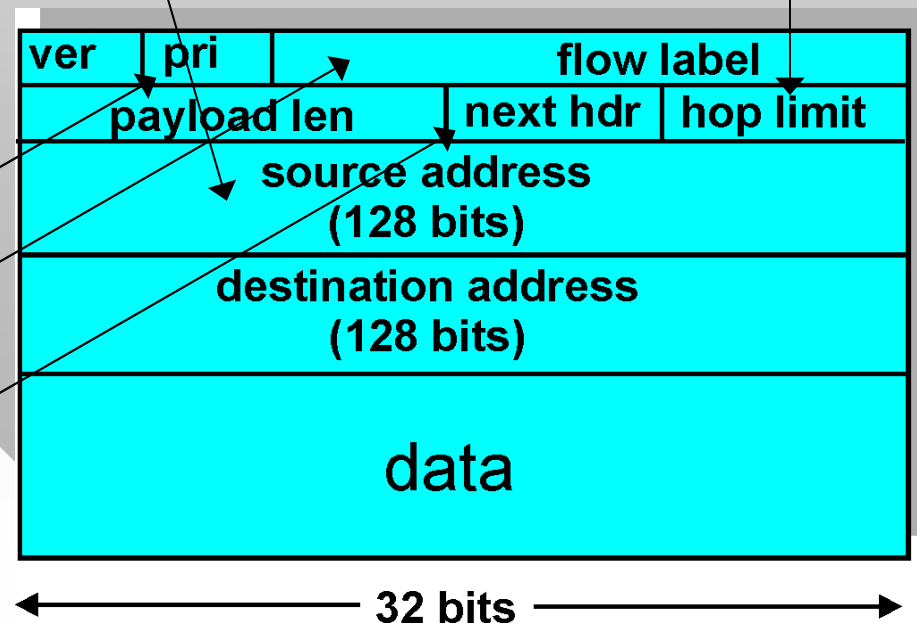 ver pri flow label
payload len next hdr hop limit
source address
(128 bits)
destination address
(128 bits)
data
32 bits